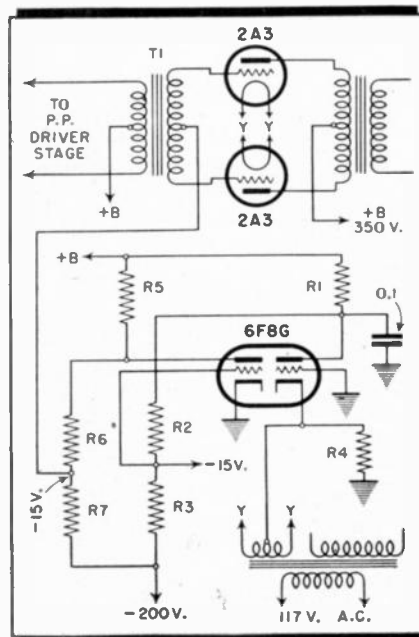 2A3
T1
TO
P.P.
DRIVER
STAGE
Y
Y
2A3
+B
+B
350 V.
+B
R5
R1
0.1
6F8G
R6
R2
R4
-15V.
-15V.
R7
R3
Y
Y
-200V.
117 V. A.C.